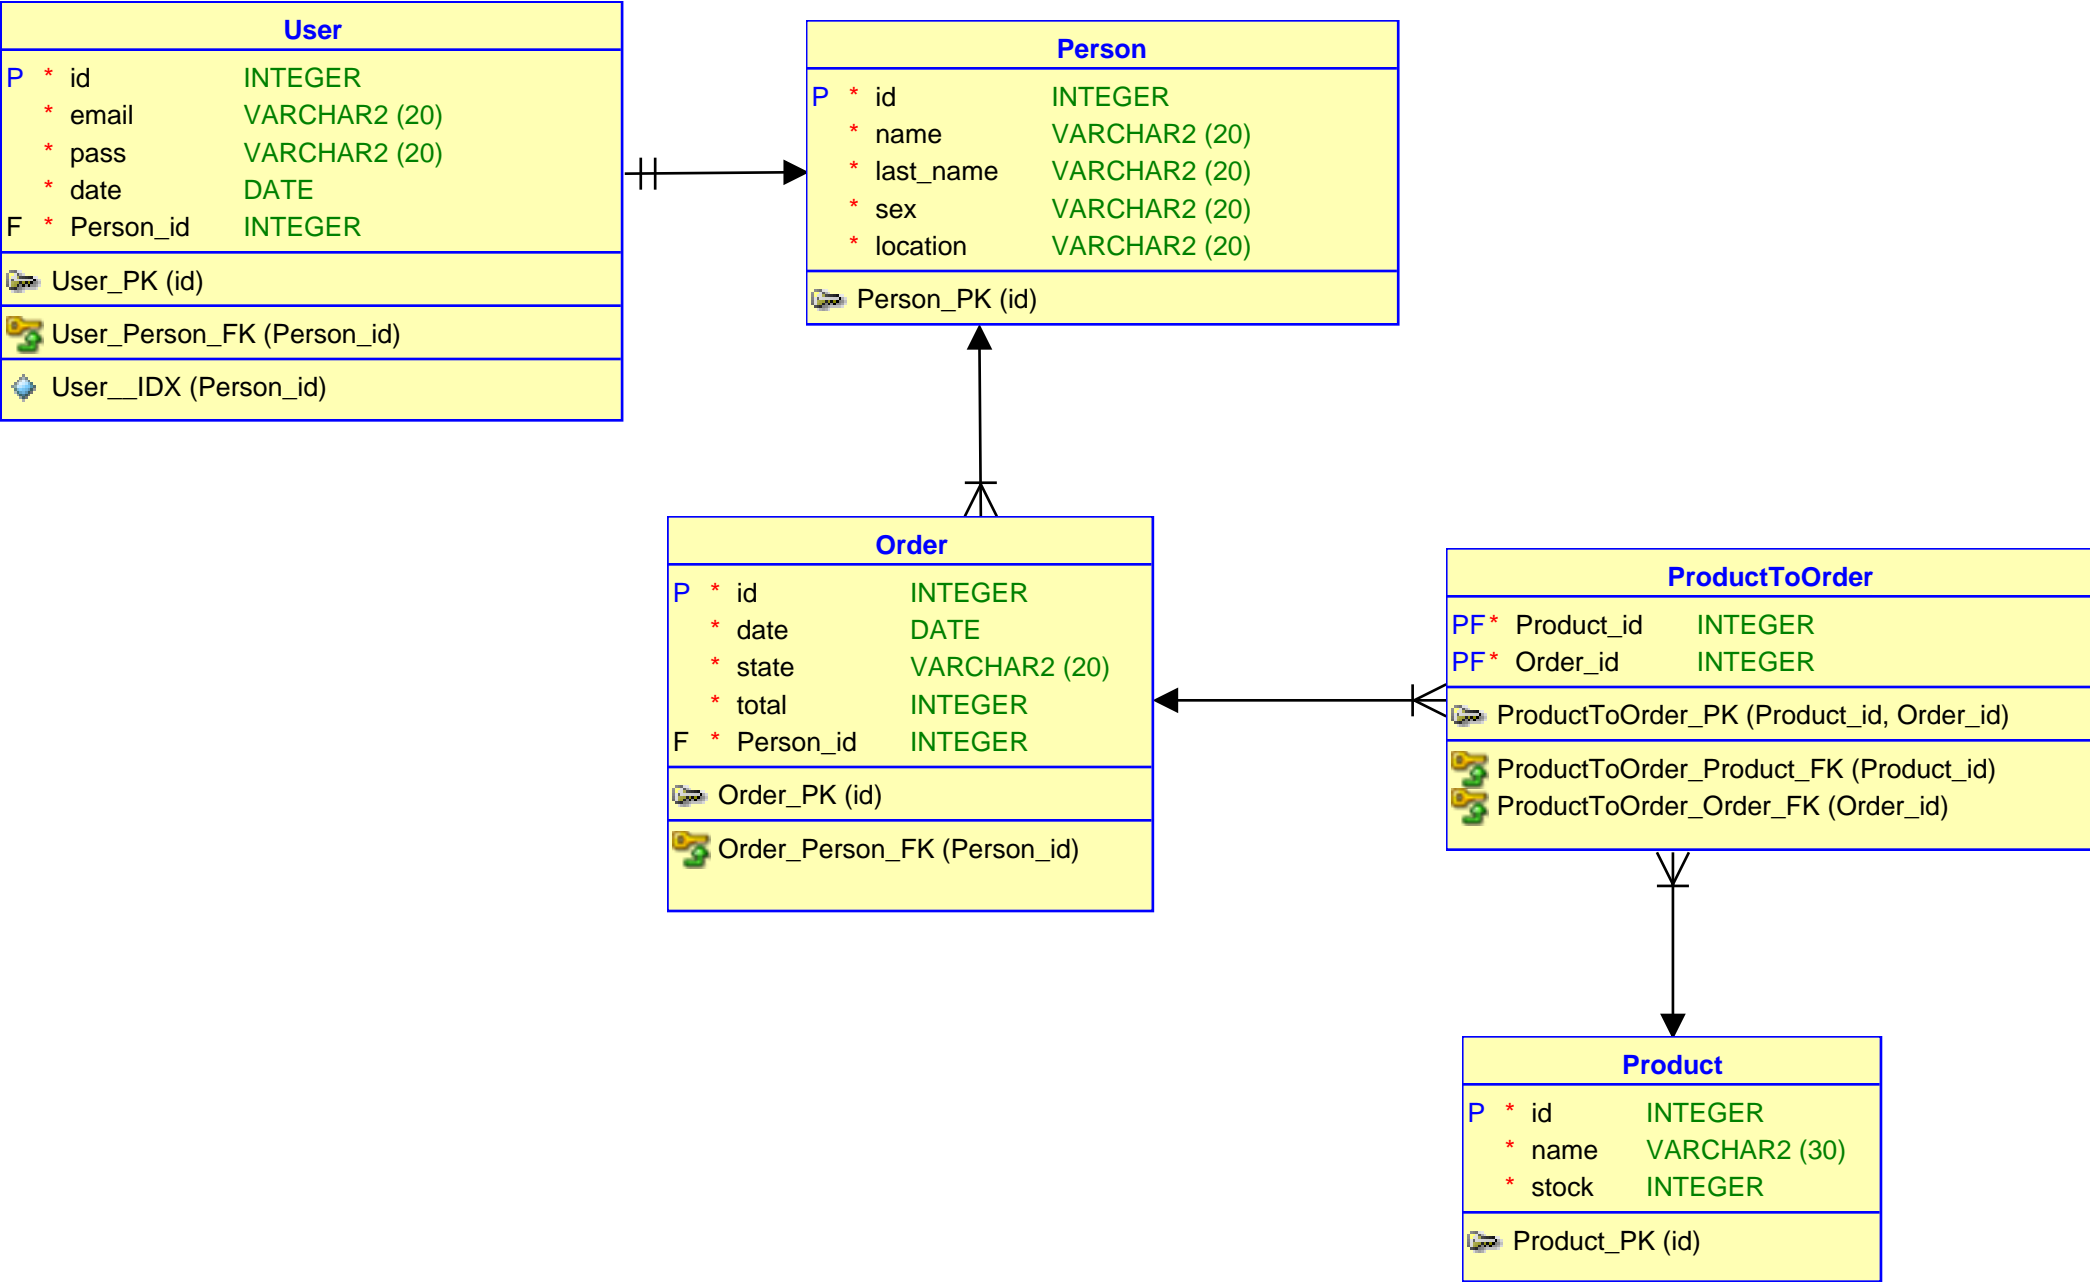 User
P * id INTEGER
* email VARCHAR2 (20)
* pass VARCHAR2 (20)
* date DATE
F * Person_id INTEGER
User_PK (id)
User_Person_FK (Person_id)
User__IDX (Person_id)
Person
P * id INTEGER
* name VARCHAR2 (20)
* last_name VARCHAR2 (20)
* sex VARCHAR2 (20)
* location VARCHAR2 (20)
Person_PK (id)
Order
P * id INTEGER
* date DATE
* state VARCHAR2 (20)
* total INTEGER
F * Person_id INTEGER
Order_PK (id)
Order_Person_FK (Person_id)
ProductToOrder
PF* Product_id INTEGER
PF* Order_id INTEGER
ProductToOrder_PK (Product_id, Order_id)
ProductToOrder_Product_FK (Product_id)
ProductToOrder_Order_FK (Order_id)
Product
P * id INTEGER
* name VARCHAR2 (30)
* stock INTEGER
Product_PK (id)